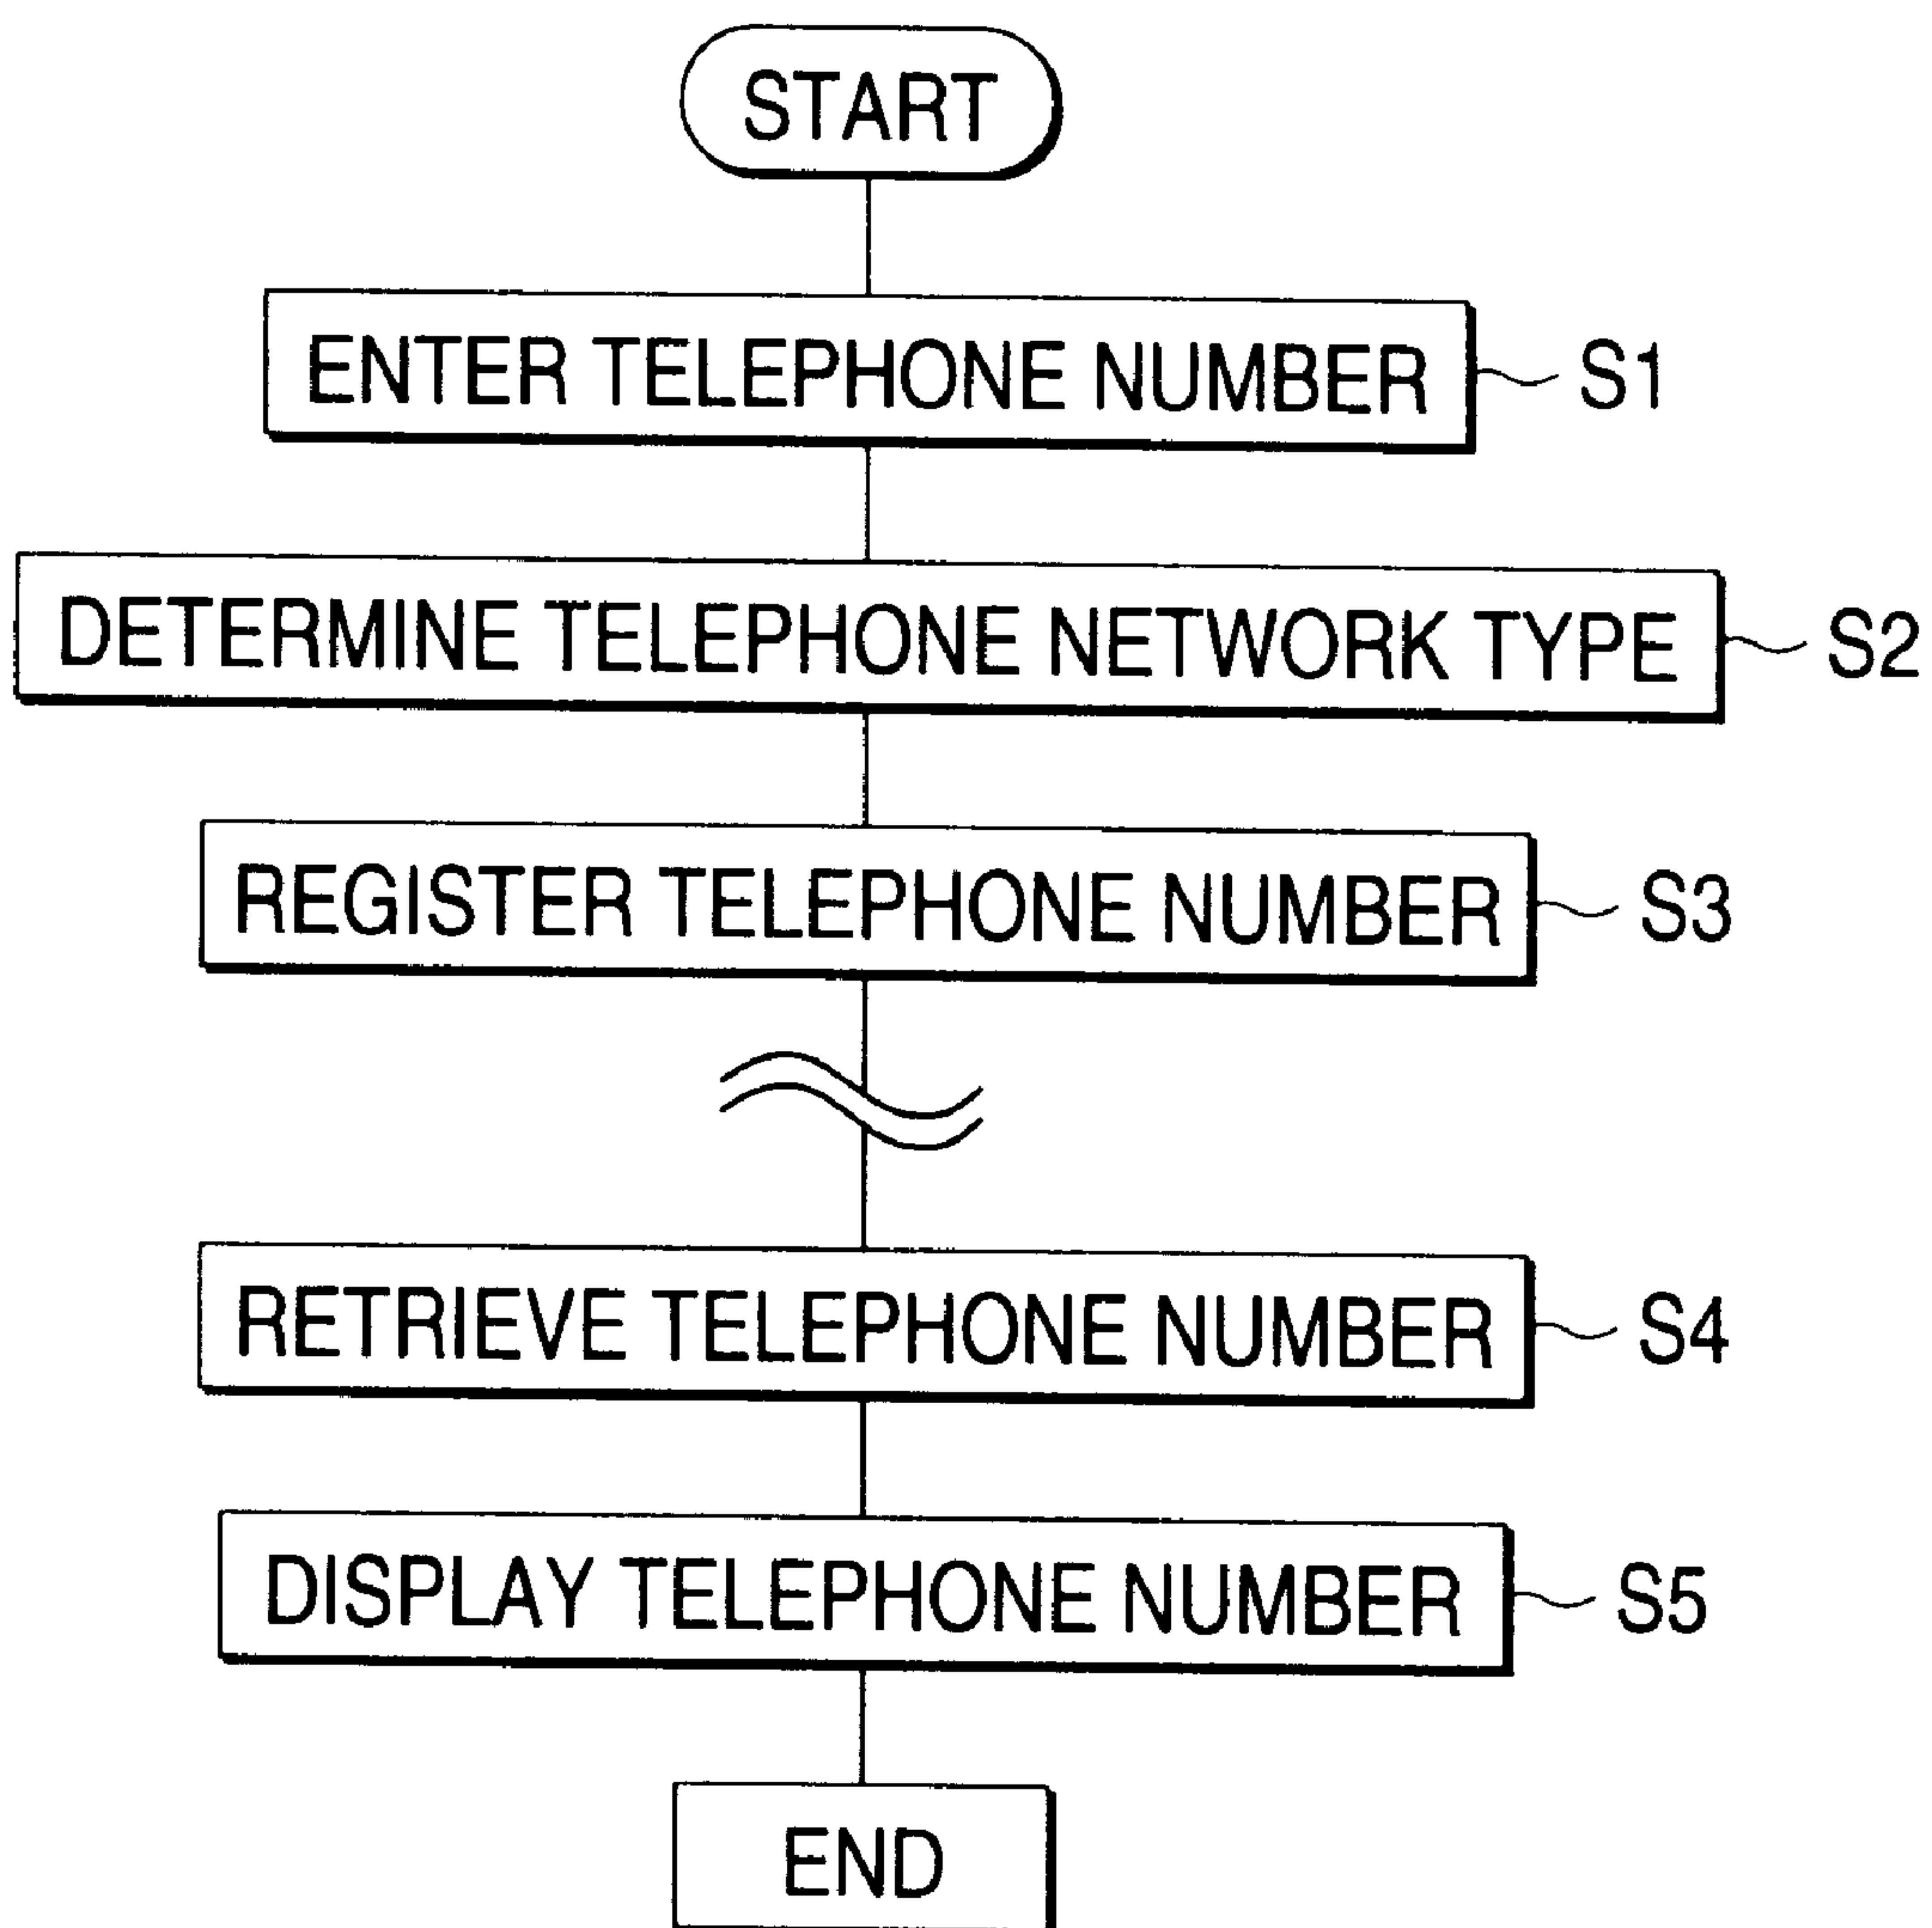 START
ENTER TELEPHONE NUMBER S1
DETERMINE TELEPHONE NETWORK TYPE S2
REGISTER TELEPHONE NUMBER S3
RETRIEVE TELEPHONE NUMBER S4
DISPLAY TELEPHONE NUMBER S5
END